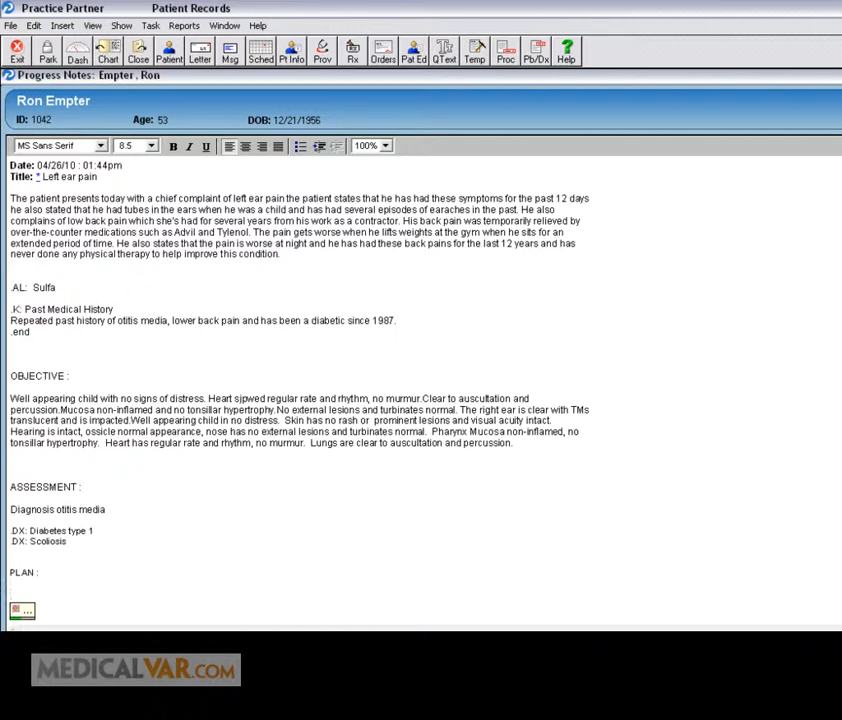 Practice Partner Patient Records
File Edit Insert View Show Task Reports Window Help
Exit Park Dash Chart Close Patient Letter Msg Sched Pt Info Prov Rx Orders Pat Ed QText Temp Proc Pb/Dx Help
Progress Notes: Empter, Ron
Ron Empter
ID: 1042 Age: 53 DOB: 12/21/1956
MS Sans Serif 8.5 B I U 100%
Date: 04/26/10 : 01:44pm
Title: * Left ear pain
The patient presents today with a chief complaint of left ear pain the patient states that he has had these symptoms for the past 12 days
he also stated that he had tubes in the ears when he was a child and has had several episodes of earaches in the past. He also
complains of low back pain which she's had for several years from his work as a contractor. His back pain was temporarily relieved by
over-the-counter medications such as Advil and Tylenol. The pain gets worse when he lifts weights at the gym when he sits for an
extended period of time. He also states that the pain is worse at night and he has had these back pains for the last 12 years and has
never done any physical therapy to help improve this condition.
.AL: Sulfa
.K: Past Medical History
Repeated past history of otitis media, lower back pain and has been a diabetic since 1987.
.end
OBJECTIVE :
Well appearing child with no signs of distress. Heart sjpwed regular rate and rhythm, no murmur.Clear to auscultation and
percussion.Mucosa non-inflamed and no tonsillar hypertrophy.No external lesions and turbinates normal. The right ear is clear with TMs
translucent and is impacted.Well appearing child in no distress. Skin has no rash or prominent lesions and visual acuity intact.
Hearing is intact, ossicle normal appearance, nose has no external lesions and turbinates normal. Pharynx Mucosa non-inflamed, no
tonsillar hypertrophy. Heart has regular rate and rhythm, no murmur. Lungs are clear to auscultation and percussion.
ASSESSMENT :
Diagnosis otitis media
.DX: Diabetes type 1
.DX: Scoliosis
PLAN :
...
MEDICALVAR.COM